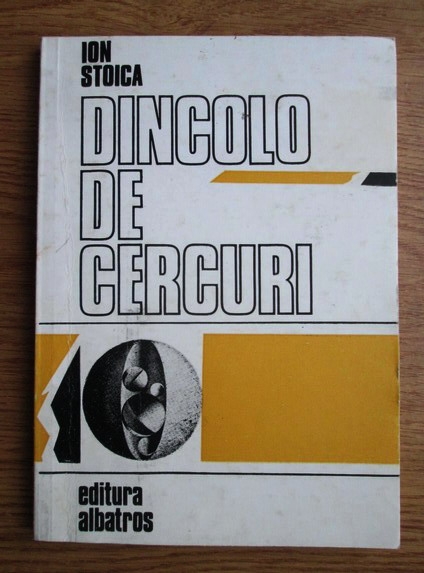 ION
STOICA
DINCOLO
DE
CERCURI
editura
albatros